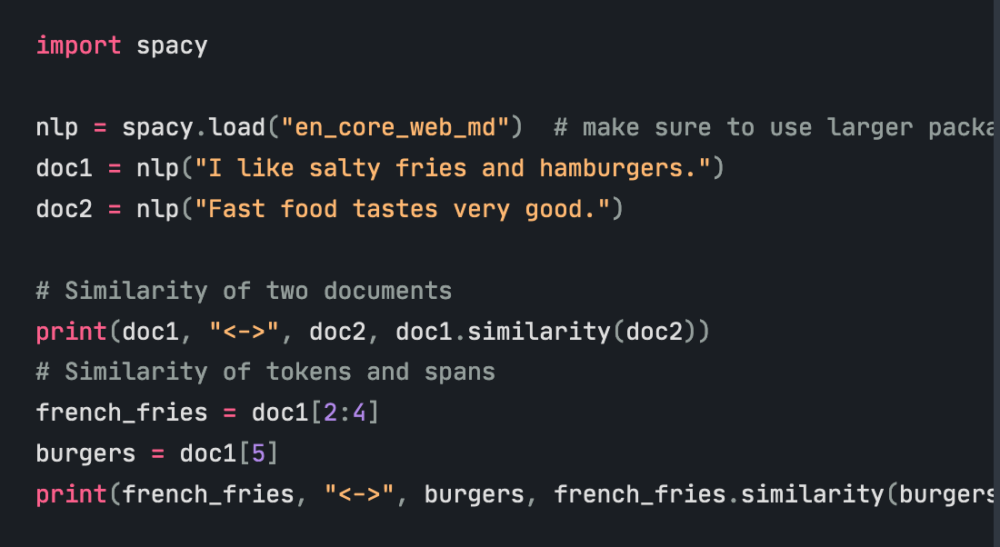 import spacy
nlp = spacy.load("en_core_web_md")  # make sure to use larger
doc1 = nlp("I like salty fries and hamburgers.")
doc2 = nlp("Fast food tastes very good.")
# Similarity of two documents
print(doc1, "<->", doc2, doc1.similarity(doc2))
# Similarity of tokens and spans
french_fries = doc1[2:4]
burgers = doc1[5]
print(french_fries, "<->", burgers, french_fries.similarity(burgers